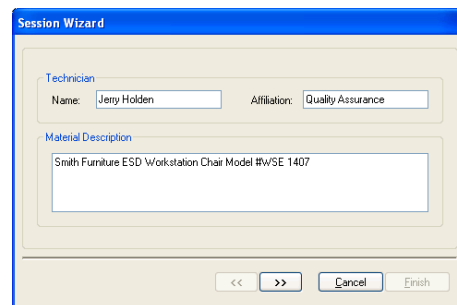 Session Wizard
Technician
Name: Jerry Holden Affiliation: Quality Assurance
Material Description
Smith Furniture ESD Workstation Chair Model #WSE 1407
<< >> Cancel Finish